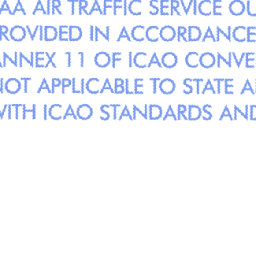 AA AIR TRAFFIC SERVICE OU
ROVIDED IN ACCORDANCE
ANNEX 11 OF ICAO CONVE
NOT APPLICABLE TO STATE A
WITH ICAO STANDARDS AND